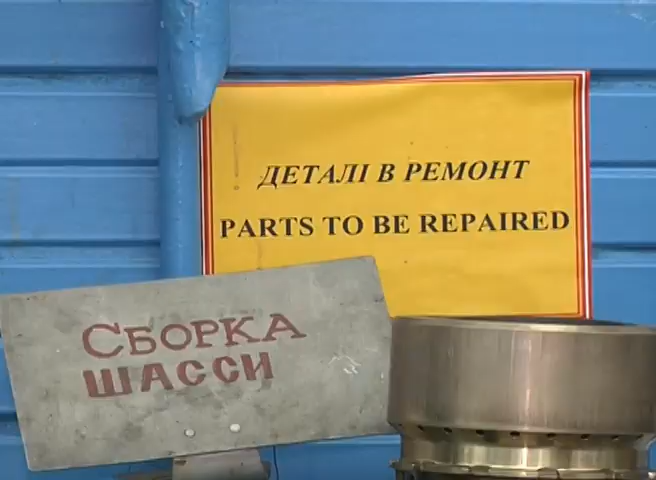 ДЕТАЛІ В РЕМОНТ
PARTS TO BE REPAIRED
СБОРКА
ШАССИ